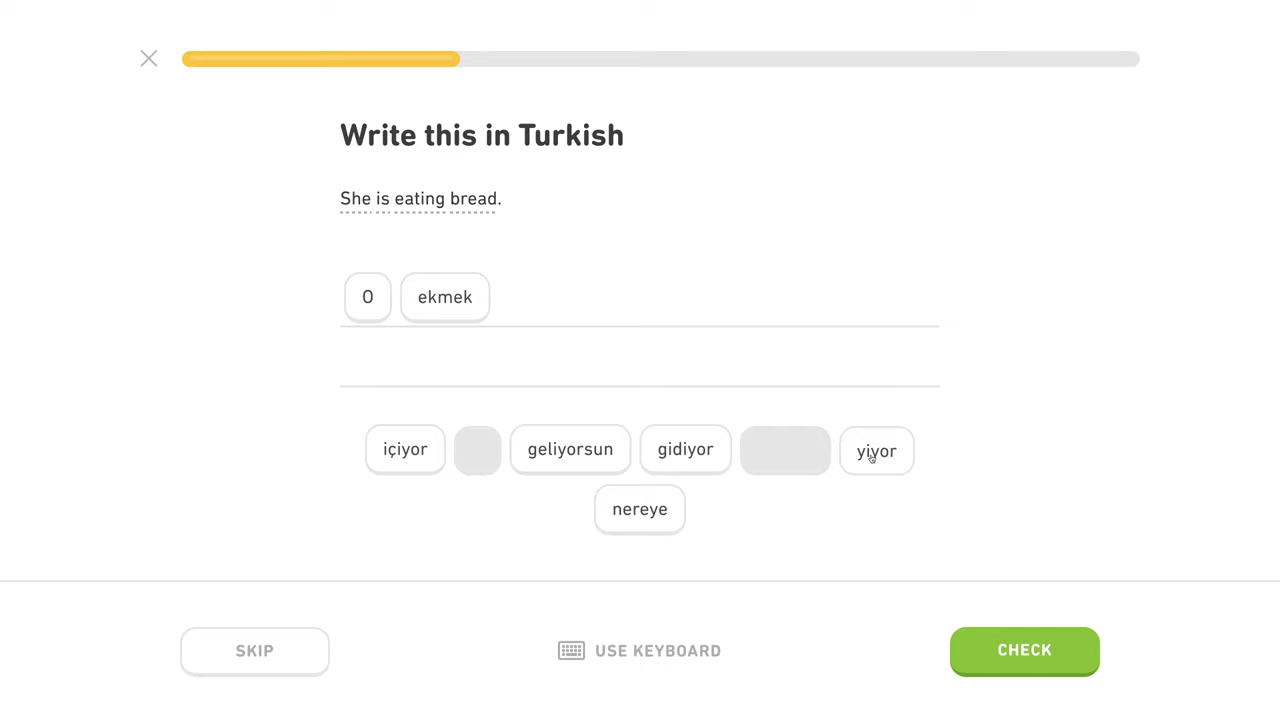 Write this in Turkish
She is eating bread.
O ekmek
içiyor geliyorsun gidiyor yiyor
nereye
SKIP USE KEYBOARD CHECK